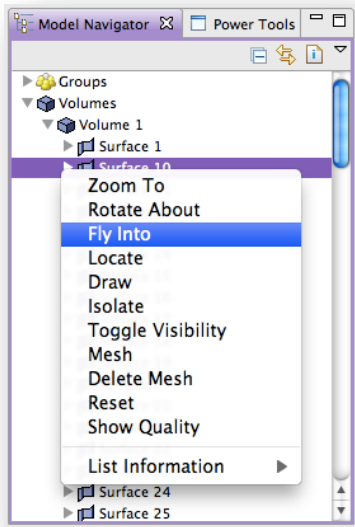 Model Navigator Power Tools
Groups
Volumes
Volume 1
Surface 1
Surface 10
Zoom To
Rotate About
Fly Into
Locate
Draw
Isolate
Toggle Visibility
Mesh
Delete Mesh
Reset
Show Quality
List Information
Surface 24
Surface 25